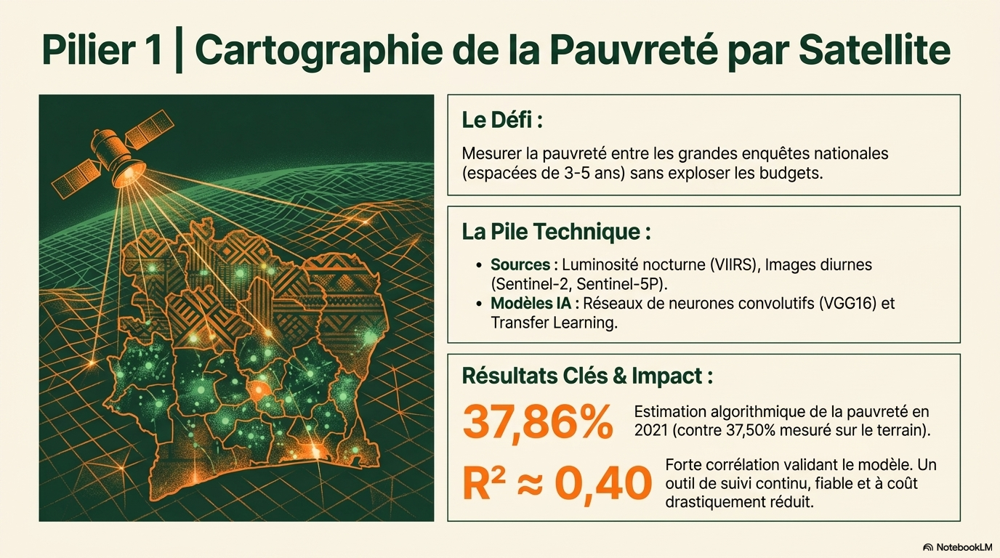 Pilier 1 | Cartographie de la Pauvreté par Satellite
Le Défi :
Mesurer la pauvreté entre les grandes enquêtes nationales
(espacées de 3-5 ans) sans exploser les budgets.
La Pile Technique :
• Sources : Luminosité nocturne (VIIRS), Images diurnes
(Sentinel-2, Sentinel-5P).
• Modèles IA : Réseaux de neurones convolutifs (VGG16) et
Transfer Learning.
Résultats Clés & Impact :
37,86%
Estimation algorithmique de la pauvreté en
2021 (contre 37,50% mesuré sur le terrain).
R² ≈ 0,40
Forte corrélation validant le modèle. Un
outil de suivi continu, fiable et à coût
drastiquement réduit.
NotebookLM